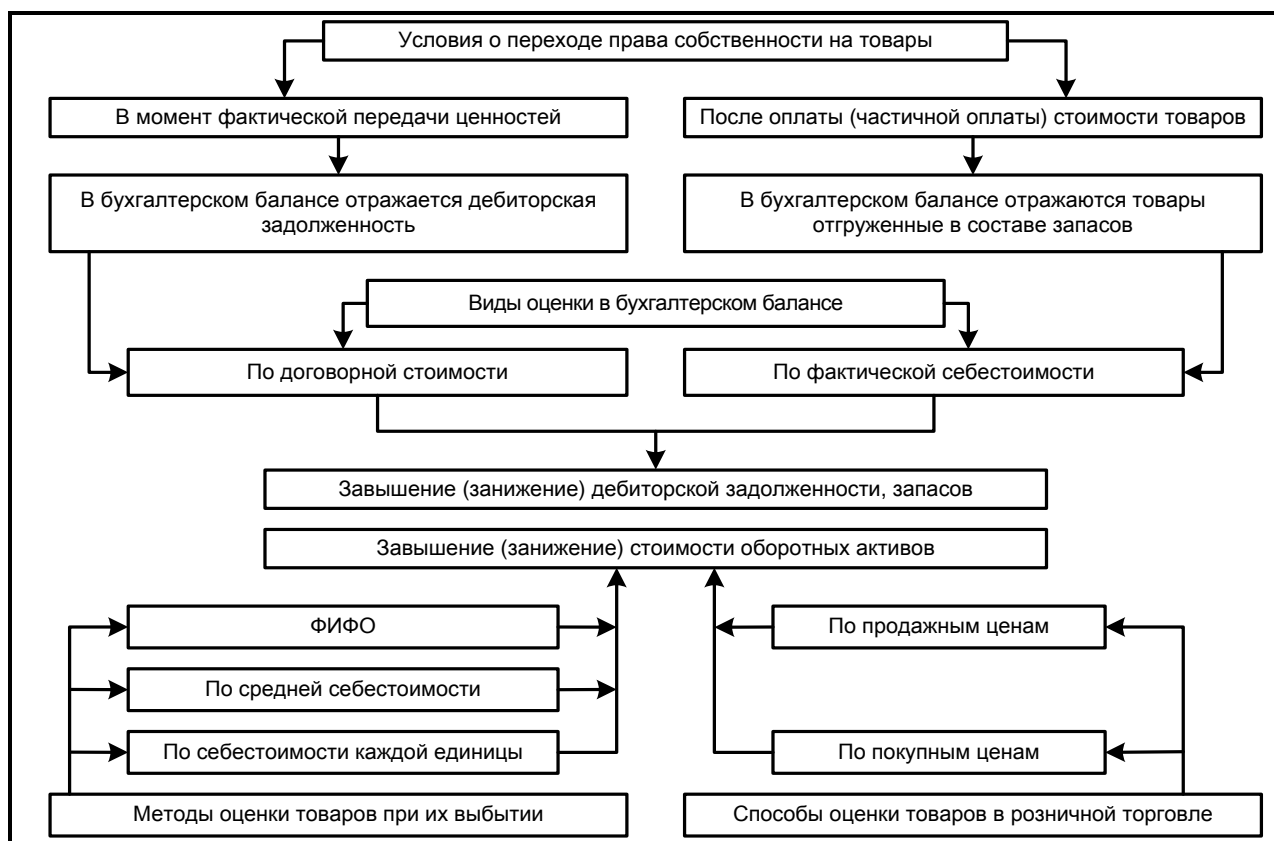 Условия о переходе права собственности на товары
В момент фактической передачи ценностей
После оплаты (частичной оплаты) стоимости товаров
В бухгалтерском балансе отражается дебиторская
задолженность
В бухгалтерском балансе отражаются товары
отгруженные в составе запасов
Виды оценки в бухгалтерском балансе
По договорной стоимости
По фактической себестоимости
Завышение (занижение) дебиторской задолженности, запасов
Завышение (занижение) стоимости оборотных активов
ФИФО
По продажным ценам
По средней себестоимости
По себестоимости каждой единицы
По покупным ценам
Методы оценки товаров при их выбытии
Способы оценки товаров в розничной торговле